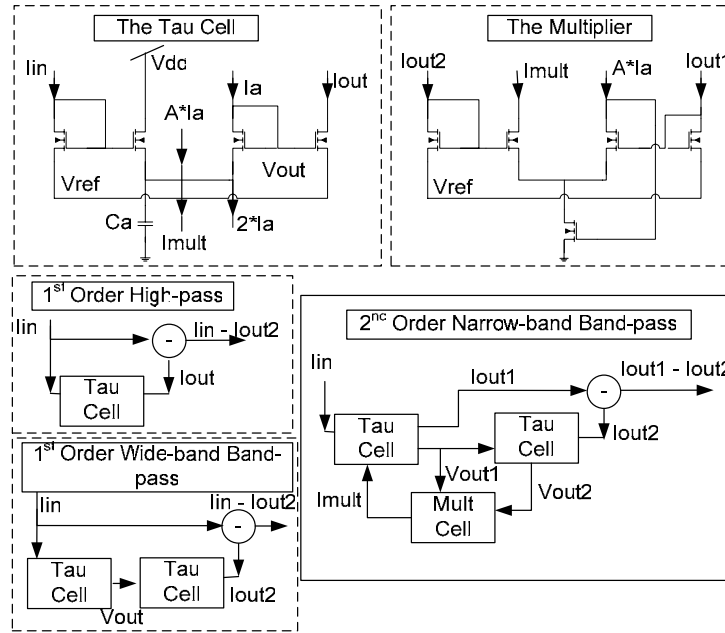 The Tau Cell
Iin
Vdc
Ia
Iout
A*Ia
Vref
Vout
Ca
Imult
2*Ia
The Multiplier
Iout2
Imult
A*Ia
Iout1
Vref
1st Order High-pass
Iin
Iin - Iout2
-
Iout
Tau
Cell
1st Order Wide-band Band-
pass
Iin
Iin - Iout2
-
Tau
Cell
Tau
Cell
Iout2
Vout
2nc Order Narrow-band Band-pass
Iin
Iout1
-
Iout1 - Iout2
Tau
Cell
Tau
Cell
Iout2
Vout1
Vout2
Imult
Mult
Cell